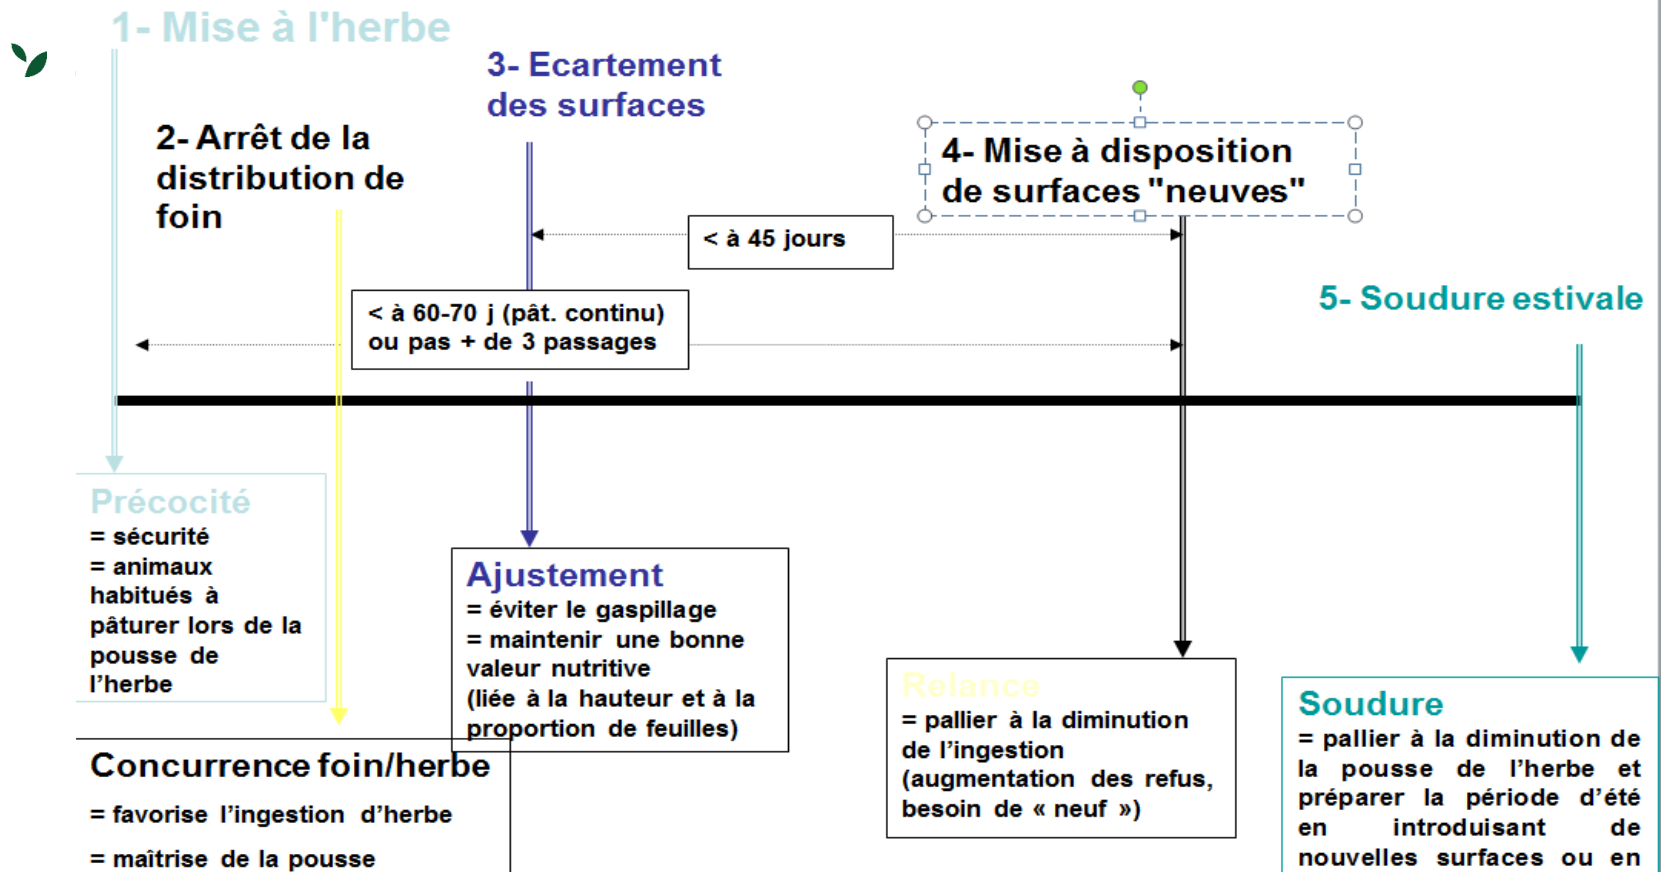 1- Mise à l'herbe
2- Arrêt de la
distribution de
foin
3- Ecartement
des surfaces
4- Mise à disposition
de surfaces "neuves"
< à 45 jours
5- Soudure estivale
< à 60-70 j (pât. continu)
ou pas + de 3 passages
Précocité
= sécurité
= animaux
habitués à
pâturer lors de la
pousse de
l’herbe
Concurrence foin/herbe
= favorise l’ingestion d’herbe
= maîtrise de la pousse
Ajustement
= éviter le gaspillage
= maintenir une bonne
valeur nutritive
(liée à la hauteur et à la
proportion de feuilles)
Relance
= pallier à la diminution
de l’ingestion
(augmentation des refus,
besoin de « neuf »)
Soudure
= pallier à la diminution de
la pousse de l’herbe et
préparer la période d’été
en introduisant de
nouvelles surfaces ou en